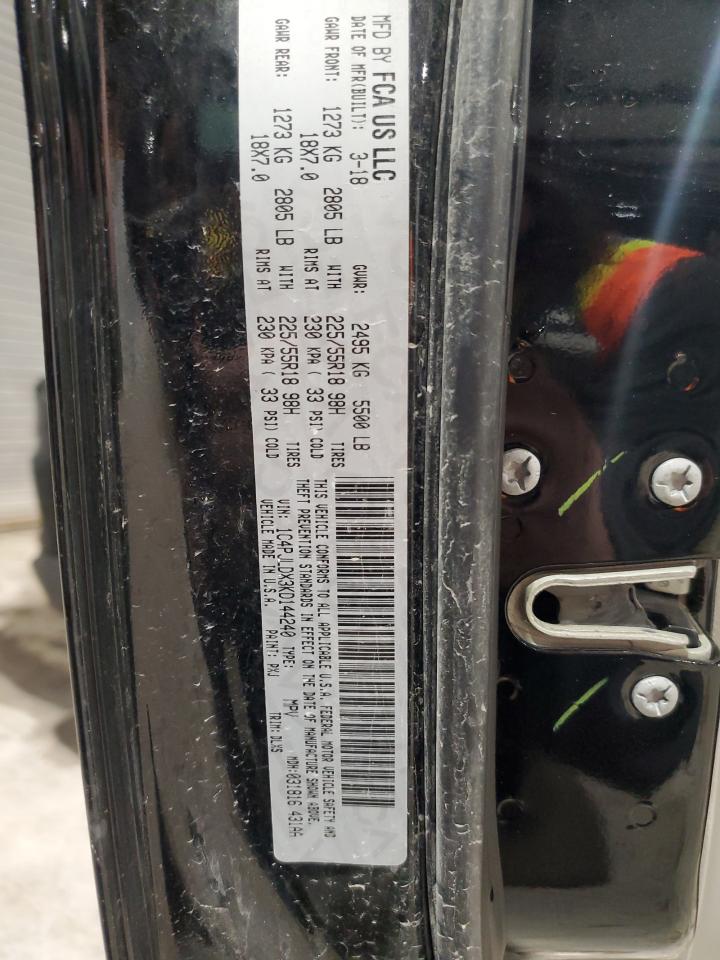 MFD BY FCA US LLC
DATE OF MFR(BUILT): 3-18 GVWR: 2495 KG 5500 LB
GAWR FRONT: 1273 KG 2805 LB WITH 225/55R18 98H TIRES
18X7.0 RIMS AT 230 KPA ( 33 PSI) COLD
GAWR REAR: 1273 KG 2805 LB WITH 225/55R18 98H TIRES
18X7.0 RIMS AT 230 KPA ( 33 PSI) COLD
THIS VEHICLE CONFORMS TO ALL APPLICABLE U.S.A. FEDERAL MOTOR VEHICLE SAFETY AND
THEFT PREVENTION STANDARDS IN EFFECT ON THE DATE OF MANUFACTURE SHOWN ABOVE.
VIN: 1C4PJLDX3KD144240 TYPE: MPV MDH:031816 431AA
VEHICLE MADE IN U.S.A. PAINT: PXJ TRIM:DLXS